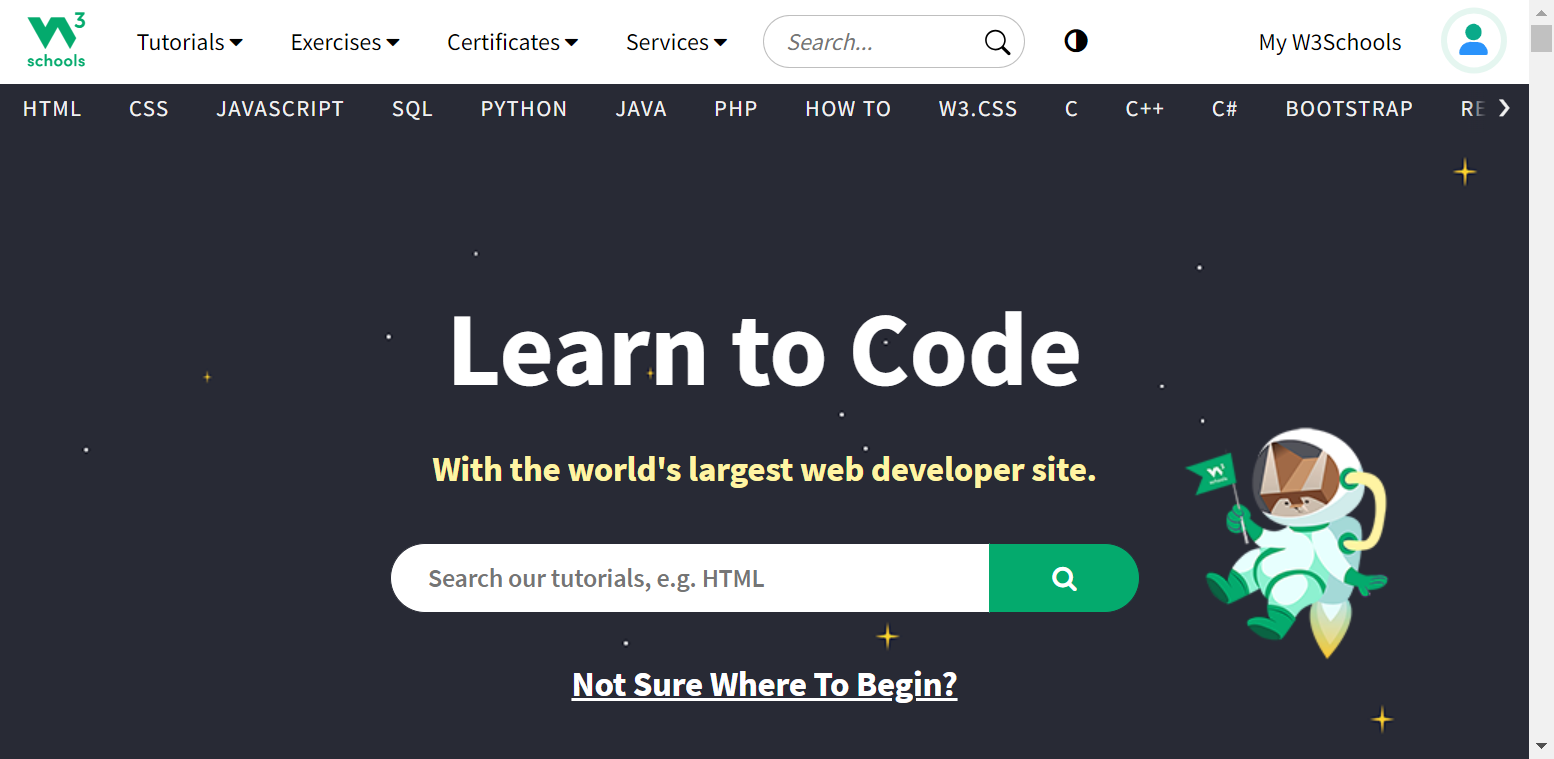 W3
schools
Tutorials
Exercises
Certificates
Services
Search...
My W3Schools
HTML
CSS
JAVASCRIPT
SQL
PYTHON
JAVA
PHP
HOW TO
W3.CSS
C
C++
C#
BOOTSTRAP
RE
Learn to Code
With the world's largest web developer site.
W3
schools
Search our tutorials, e.g. HTML
Not Sure Where To Begin?